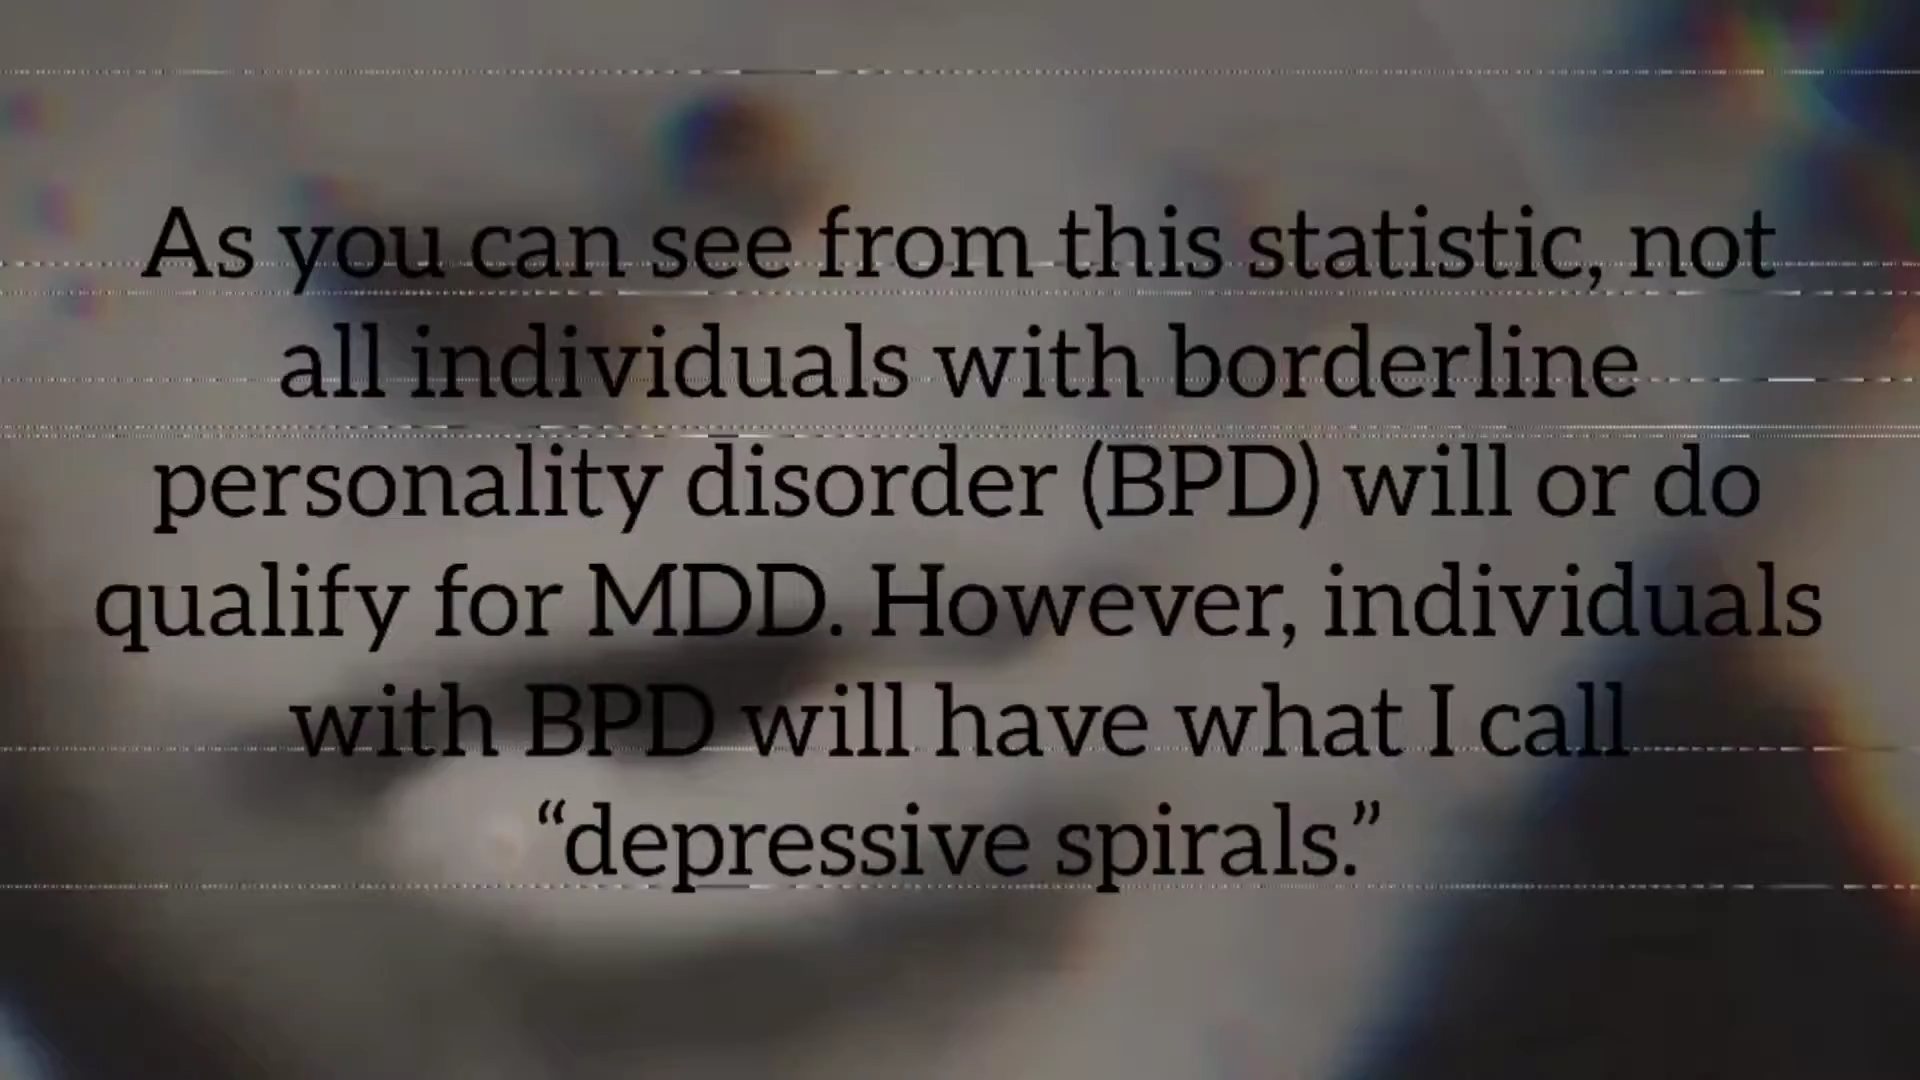 As you can see from this statistic, not
all individuals with borderline
personality disorder (BPD) will or do
qualify for MDD. However, individuals
with BPD will have what I call
“depressive spirals.”